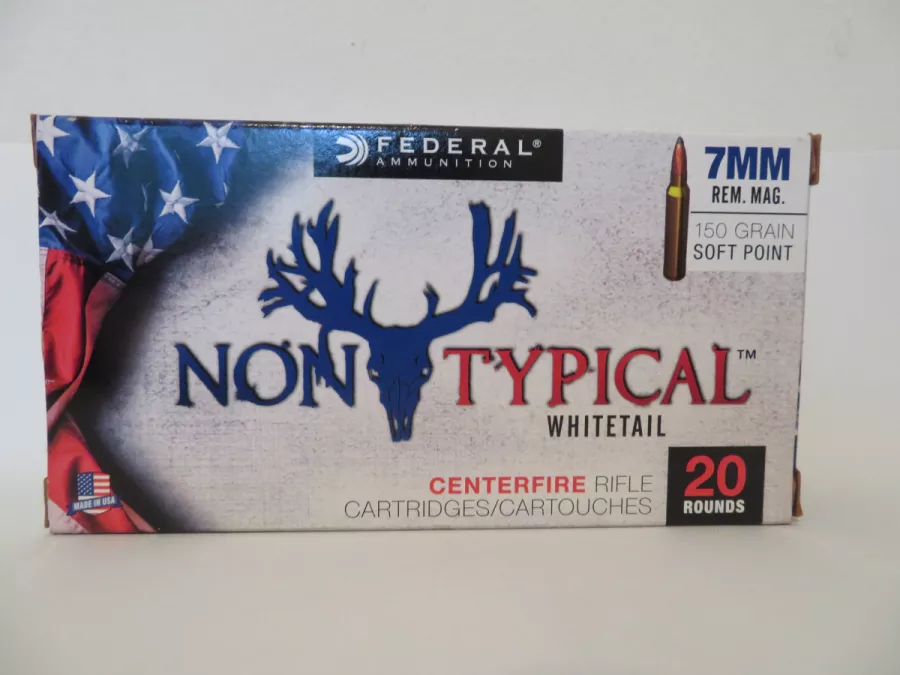 FEDERAL®
AMMUNITION
7MM
REM. MAG.
150 GRAIN
SOFT POINT
NON TYPICAL™
WHITETAIL
CENTERFIRE RIFLE
CARTRIDGES/CARTOUCHES
20
ROUNDS
MADE IN USA